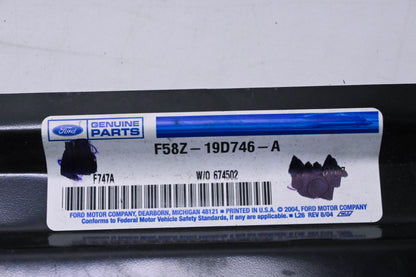 Ford
GENUINE
PARTS
F58Z-19D746-A
F747A
W/O 674502
FORD MOTOR COMPANY, DEARBORN, MICHIGAN 48121 ■ PRINTED IN U.S.A. © 2004, FORD MOTOR COMPANY
Conforms to Federal Motor Vehicle Safety Standards, if any are applicable. ■ L26 REV 8/04